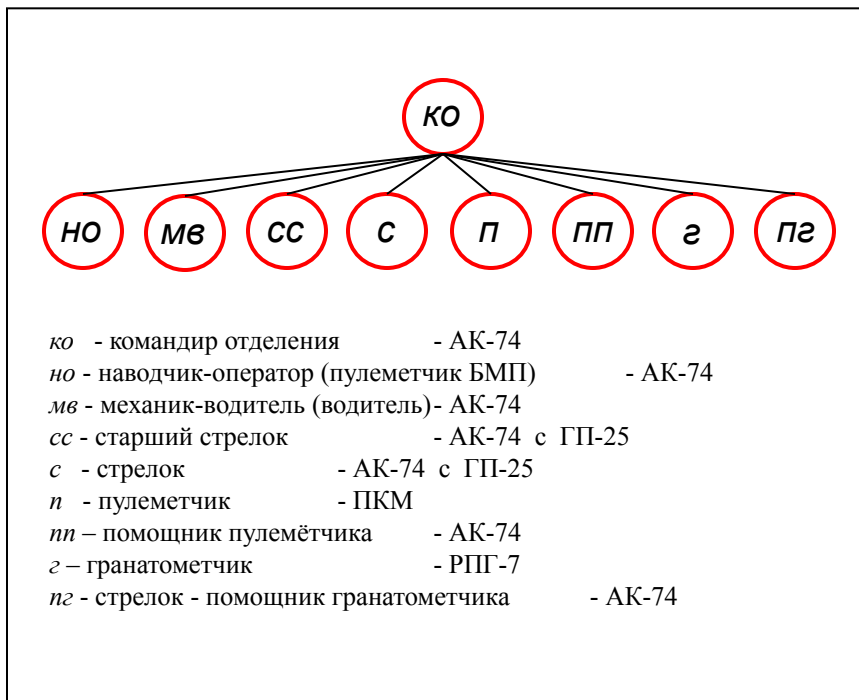 ко
но мв сс с п пп г пг
ко - командир отделения - АК-74
но - наводчик-оператор (пулеметчик БМП) - АК-74
мв - механик-водитель (водитель)- АК-74
сс - старший стрелок - АК-74 с ГП-25
с - стрелок - АК-74 с ГП-25
п - пулеметчик - ПКМ
пп – помощник пулемётчика - АК-74
г – гранатометчик - РПГ-7
пг - стрелок - помощник гранатометчика - АК-74